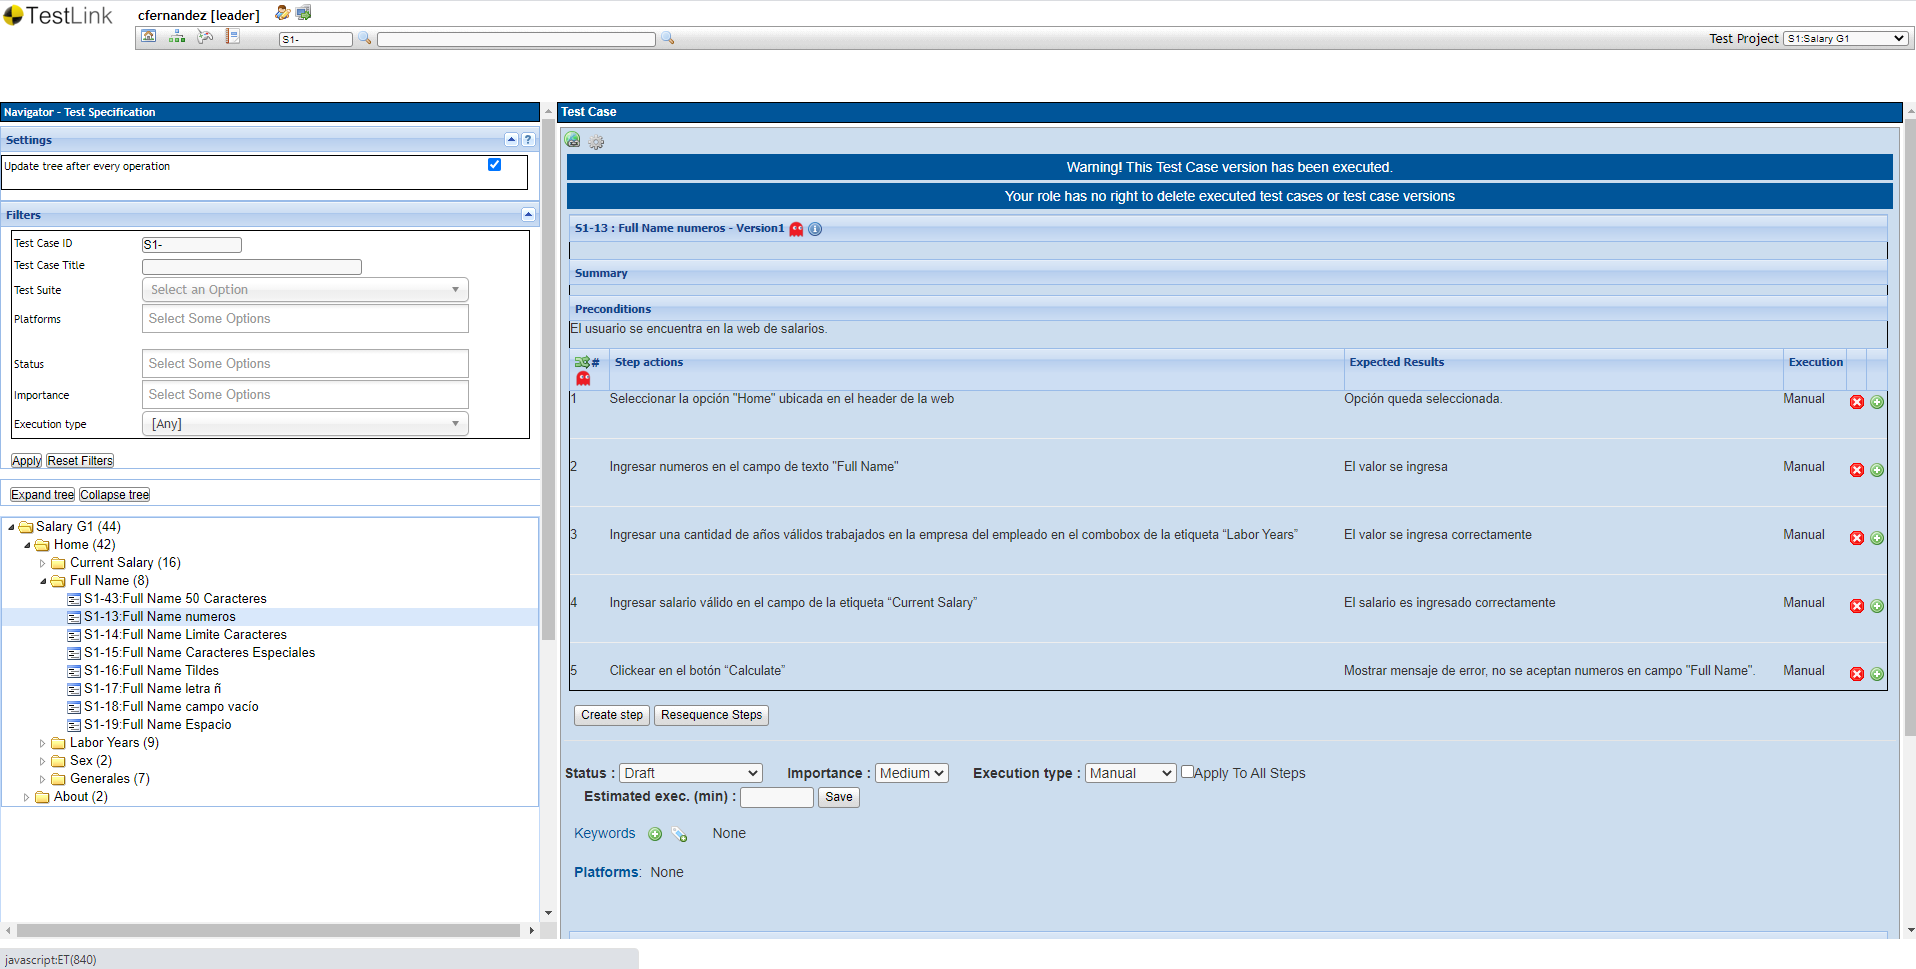 TestLink
cfernandez [leader]
S1-
Test Project S1:Salary G1
Navigator - Test Specification
Settings
?
Update tree after every operation
Filters
Test Case ID S1-
Test Case Title
Test Suite Select an Option
Platforms Select Some Options
Status Select Some Options
Importance Select Some Options
Execution type [Any]
Apply Reset Filters
Expand tree Collapse tree
Salary G1 (44)
Home (42)
Current Salary (16)
Full Name (8)
S1-43:Full Name 50 Caracteres
S1-13:Full Name numeros
S1-14:Full Name Limite Caracteres
S1-15:Full Name Caracteres Especiales
S1-16:Full Name Tildes
S1-17:Full Name letra ñ
S1-18:Full Name campo vacío
S1-19:Full Name Espacio
Labor Years (9)
Sex (2)
Generales (7)
About (2)
javascript:ET(840)
Test Case
Warning! This Test Case version has been executed.
Your role has no right to delete executed test cases or test case versions
S1-13 : Full Name numeros - Version1
Summary
Preconditions
El usuario se encuentra en la web de salarios.
# Step actions Expected Results Execution
1 Seleccionar la opción "Home" ubicada en el header de la web Opción queda seleccionada. Manual
2 Ingresar numeros en el campo de texto "Full Name" El valor se ingresa Manual
3 Ingresar una cantidad de años válidos trabajados en la empresa del empleado en el combobox de la etiqueta “Labor Years” El valor se ingresa correctamente Manual
4 Ingresar salario válido en el campo de la etiqueta “Current Salary” El salario es ingresado correctamente Manual
5 Clickear en el botón “Calculate” Mostrar mensaje de error, no se aceptan numeros en campo "Full Name". Manual
Create step Resequence Steps
Status : Draft Importance : Medium Execution type : Manual Apply To All Steps
Estimated exec. (min) : Save
Keywords None
Platforms: None